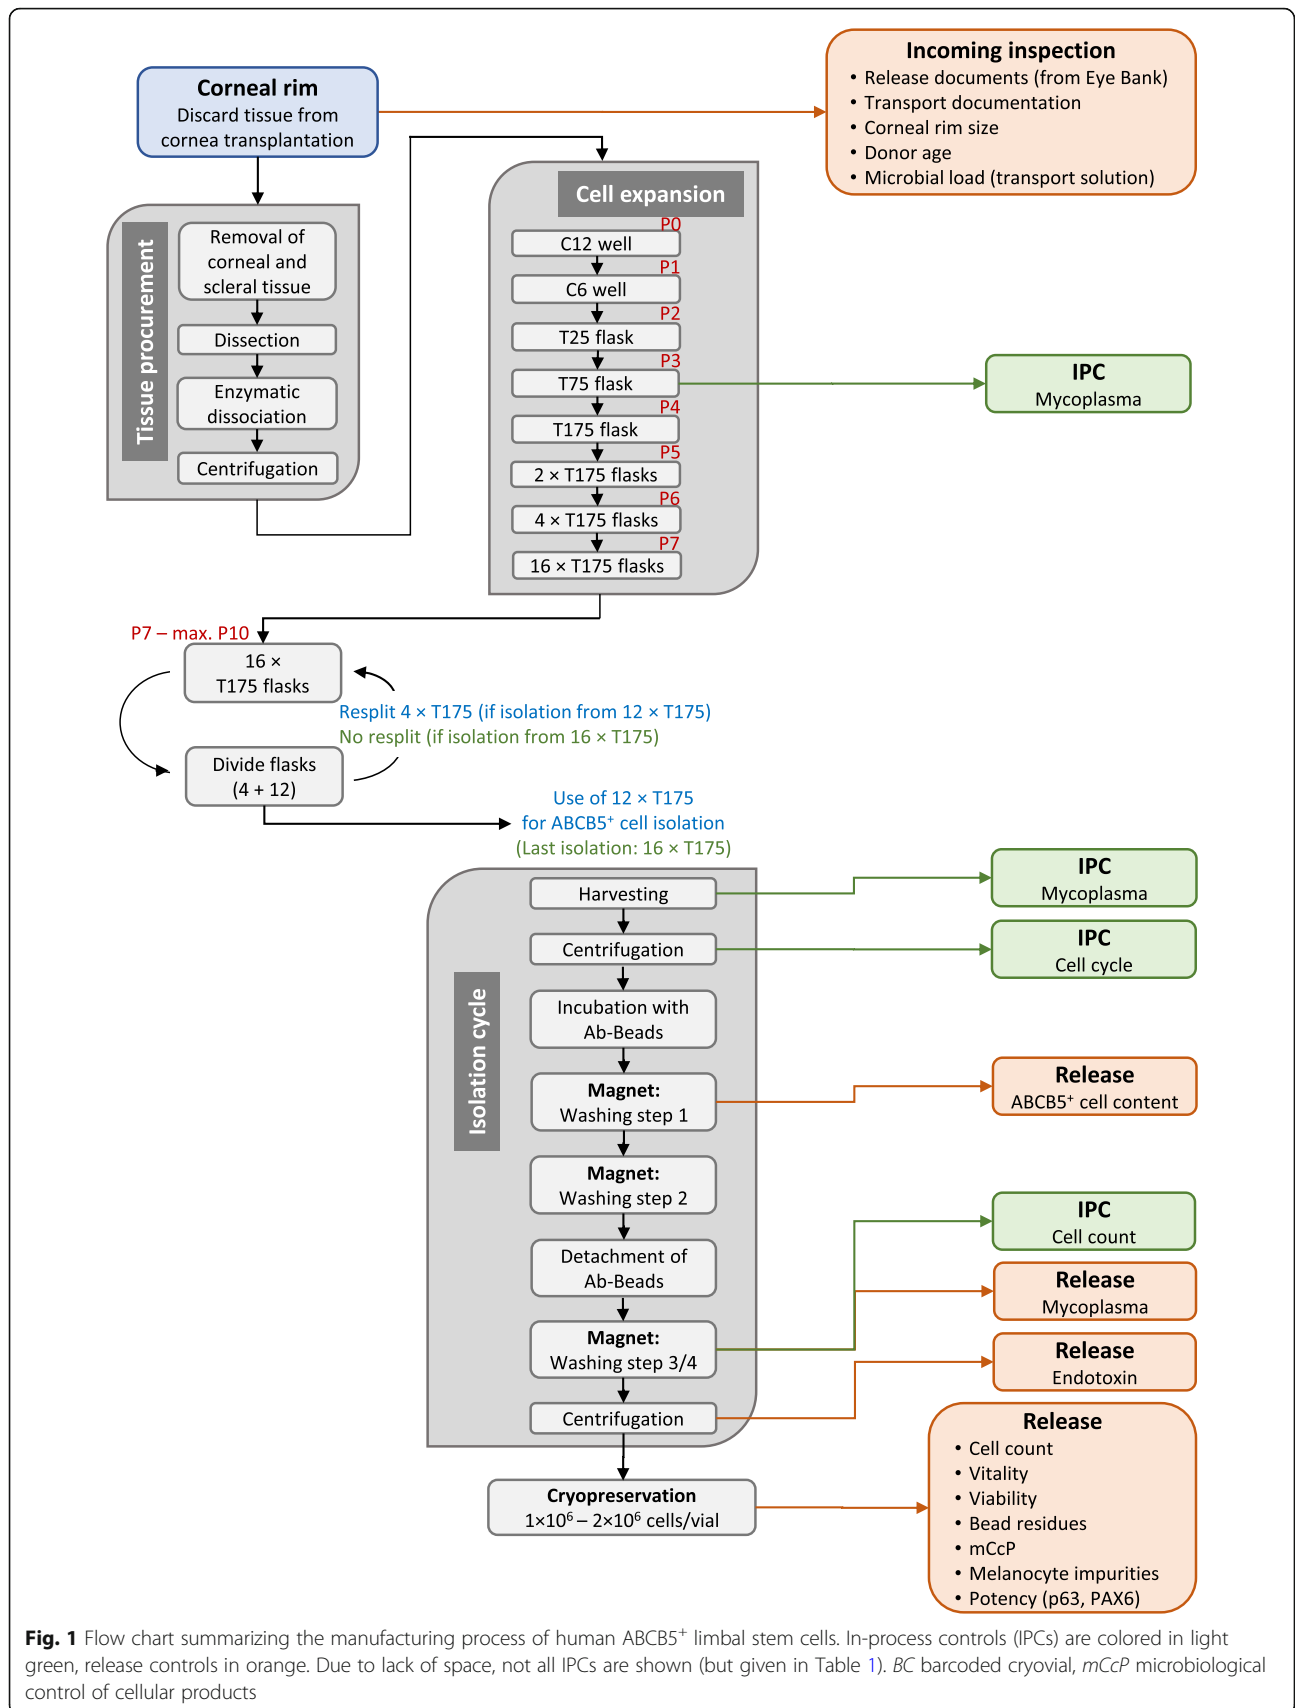 Corneal rim
Discard tissue from
cornea transplantation
Incoming inspection
• Release documents (from Eye Bank)
• Transport documentation
• Corneal rim size
• Donor age
• Microbial load (transport solution)
Tissue procurement
Removal of
corneal and
scleral tissue
Dissection
Enzymatic
dissociation
Centrifugation
Cell expansion
P0
C12 well
P1
C6 well
P2
T25 flask
P3
T75 flask
P4
T175 flask
P5
2 × T175 flasks
P6
4 × T175 flasks
P7
16 × T175 flasks
IPC
Mycoplasma
P7 – max. P10
16 ×
T175 flasks
Resplit 4 × T175 (if isolation from 12 × T175)
No resplit (if isolation from 16 × T175)
Divide flasks
(4 + 12)
Use of 12 × T175
for ABCB5⁺ cell isolation
(Last isolation: 16 × T175)
Isolation cycle
Harvesting
Centrifugation
Incubation with
Ab-Beads
Magnet:
Washing step 1
Magnet:
Washing step 2
Detachment of
Ab-Beads
Magnet:
Washing step 3/4
Centrifugation
IPC
Mycoplasma
IPC
Cell cycle
Release
ABCB5⁺ cell content
IPC
Cell count
Release
Mycoplasma
Release
Endotoxin
Cryopreservation
1×10⁶ – 2×10⁶ cells/vial
Release
• Cell count
• Vitality
• Viability
• Bead residues
• mCcP
• Melanocyte impurities
• Potency (p63, PAX6)
Fig. 1 Flow chart summarizing the manufacturing process of human ABCB5⁺ limbal stem cells. In-process controls (IPCs) are colored in light
green, release controls in orange. Due to lack of space, not all IPCs are shown (but given in Table 1). BC barcoded cryovial, mCcP microbiological
control of cellular products